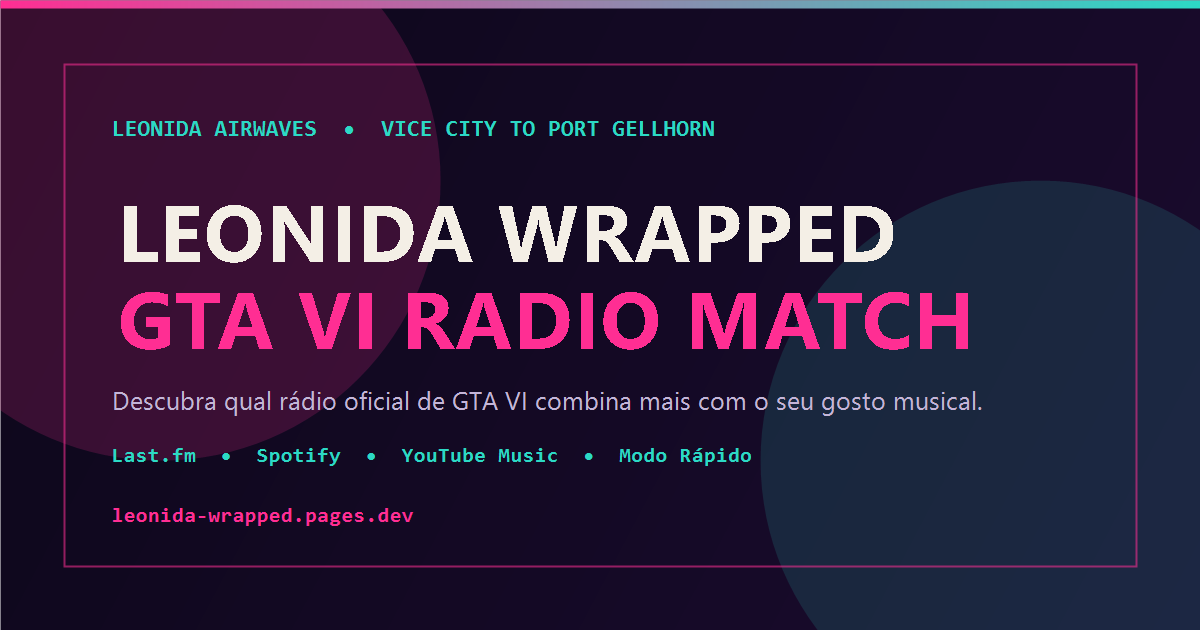 LEONIDA AIRWAVES • VICE CITY TO PORT GELLHORN
LEONIDA WRAPPED
GTA VI RADIO MATCH
Descubra qual rádio oficial de GTA VI combina mais com o seu gosto musical.
Last.fm • Spotify • YouTube Music • Modo Rápido
leonida-wrapped.pages.dev